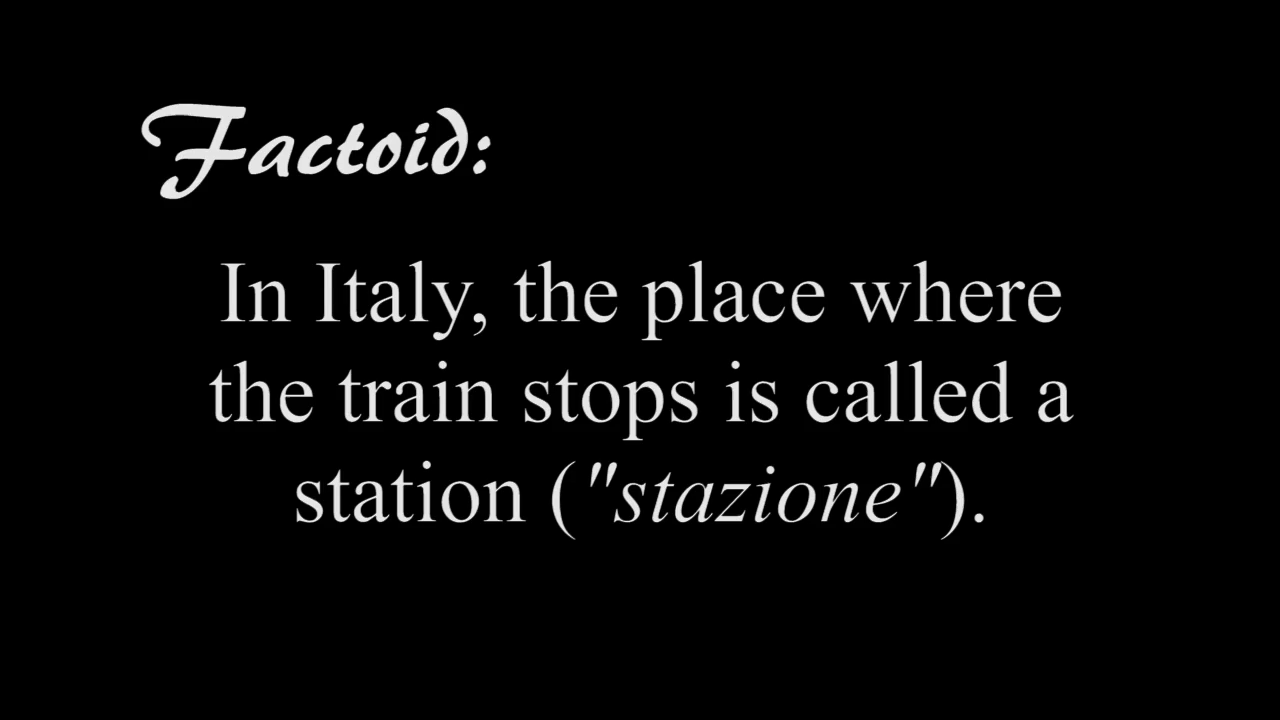 Factoid:
In Italy, the place where
the train stops is called a
station ("stazione").